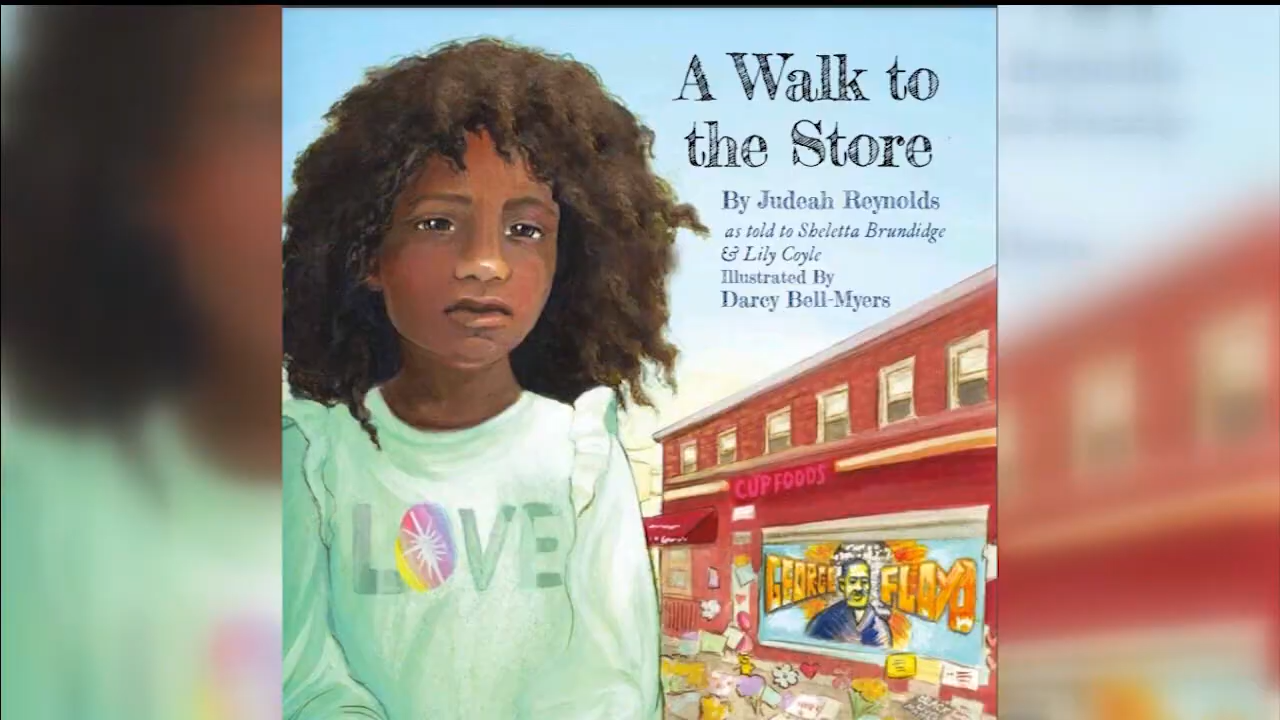 A Walk to
the Store
By Judeah Reynolds
as told to Sheletta Brundidge
& Lily Coyle
Illustrated By
Darcy Bell-Myers
LOVE
CUP FOODS
GEORGE FLOYD